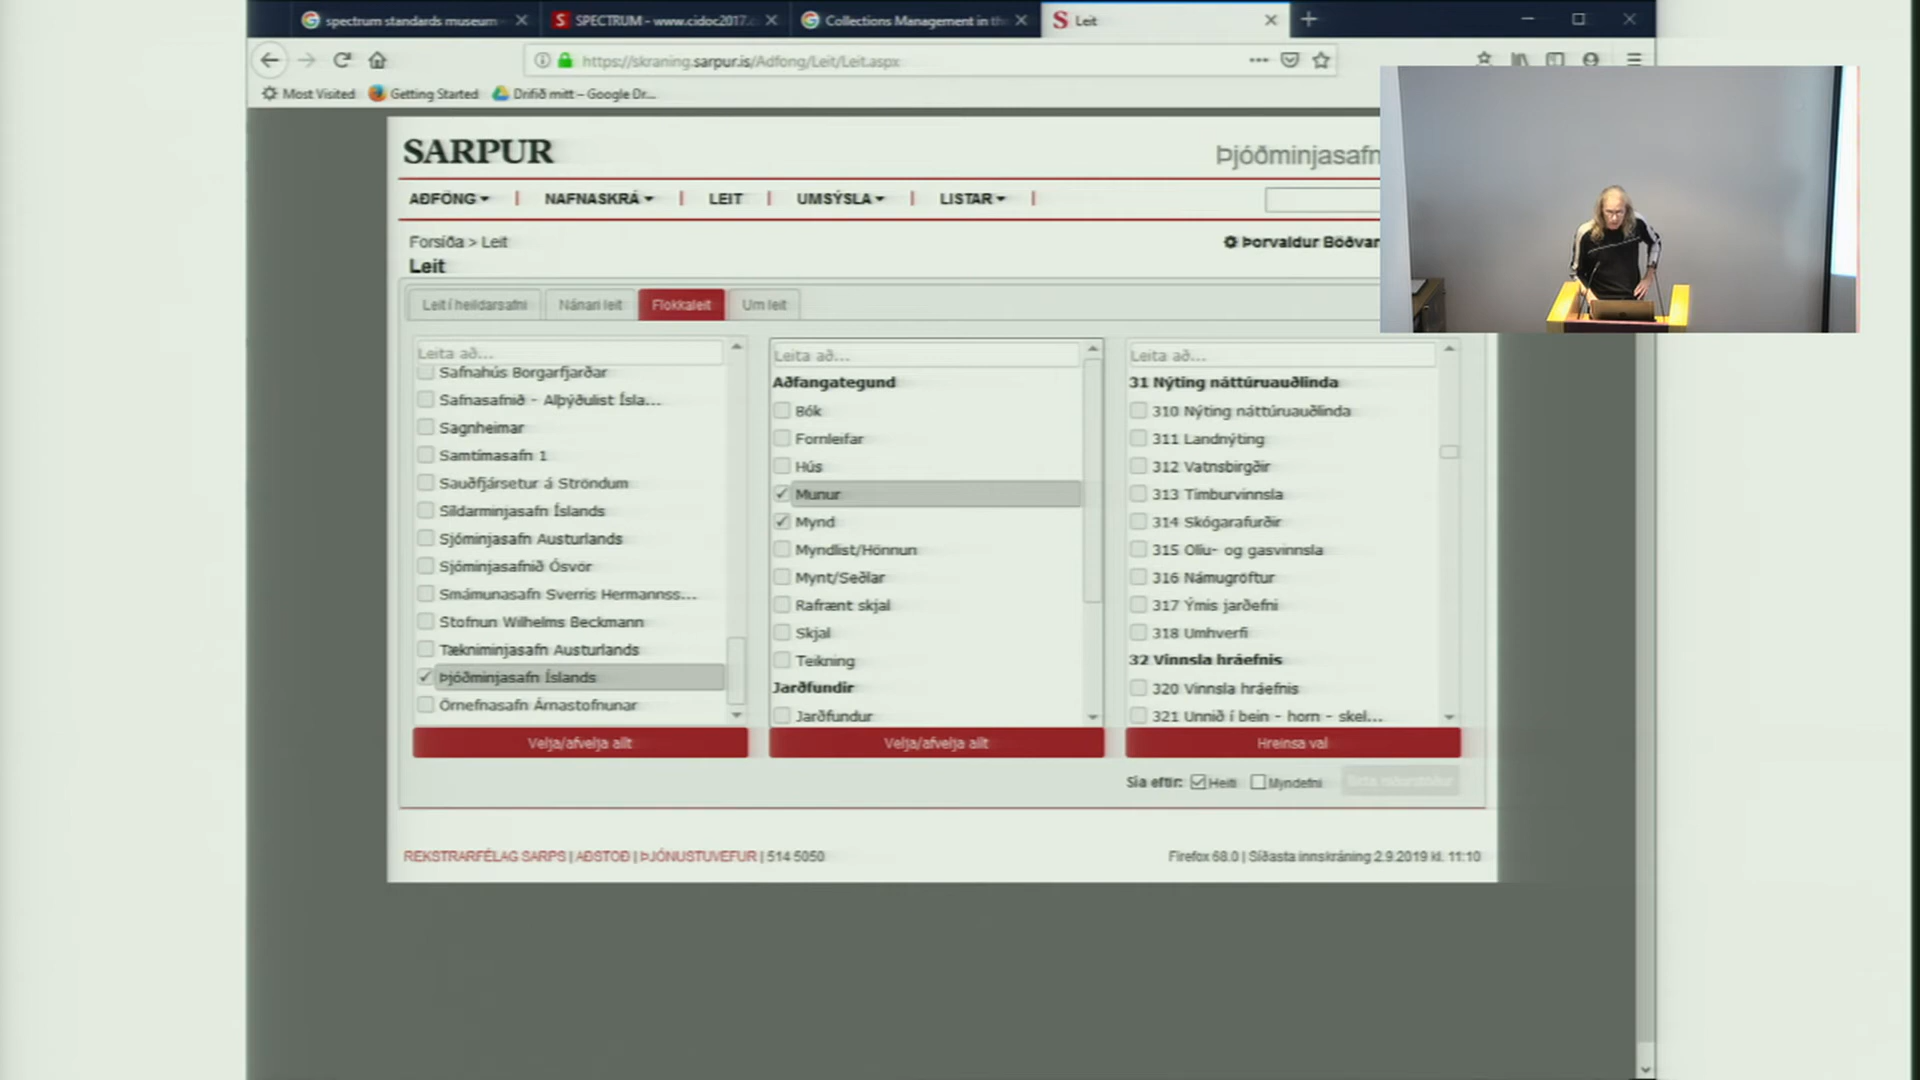 spectrum standards museum
SPECTRUM - www.cidoc2017.c
Collections Management in th
Leit
https://skraning.sarpur.is/Adfong/Leit/Leit.aspx
Most Visited
Getting Started
Drifið mitt – Google Dr...
SARPUR
Þjóðminjasafn
AÐFÖNG
NAFNASKRÁ
LEIT
UMSÝSLA
LISTAR
Forsíða > Leit
Þorvaldur Böðvar
Leit
Leit í heildarsafni
Nánari leit
Flokkaleit
Um leit
Leita að...
Safnahús Borgarfjarðar
Safnasafnið - Alþýðulist Ísla...
Sagnheimar
Samtímasafn 1
Sauðfjársetur á Ströndum
Síldarminjasafn Íslands
Sjóminjasafn Austurlands
Sjóminjasafnið Ósvör
Smámunasafn Sverris Hermannss...
Stofnun Wilhelms Beckmann
Tækniminjasafn Austurlands
Þjóðminjasafn Íslands
Örnefnasafn Árnastofnunar
Velja/afvelja allt
Leita að...
Aðfangategund
Bók
Fornleifar
Hús
Munur
Mynd
Myndlist/Hönnun
Mynt/Seðlar
Rafrænt skjal
Skjal
Teikning
Jarðfundir
Jarðfundur
Velja/afvelja allt
Leita að...
31 Nýting náttúruauðlinda
310 Nýting náttúruauðlinda
311 Landnýting
312 Vatnsbirgðir
313 Timburvinnsla
314 Skógarafurðir
315 Olíu- og gasvinnsla
316 Námugröftur
317 Ýmis jarðefni
318 Umhverfi
32 Vinnsla hráefnis
320 Vinnsla hráefnis
321 Unnið í bein - horn - skel...
Hreinsa val
Sía eftir:
Heiti
Myndefni
REKSTRARFÉLAG SARPS | AÐSTOÐ | ÞJÓNUSTUVEFUR | 514 5050
Firefox 68.0 | Síðasta innskráning 2.9.2019 kl. 11:10